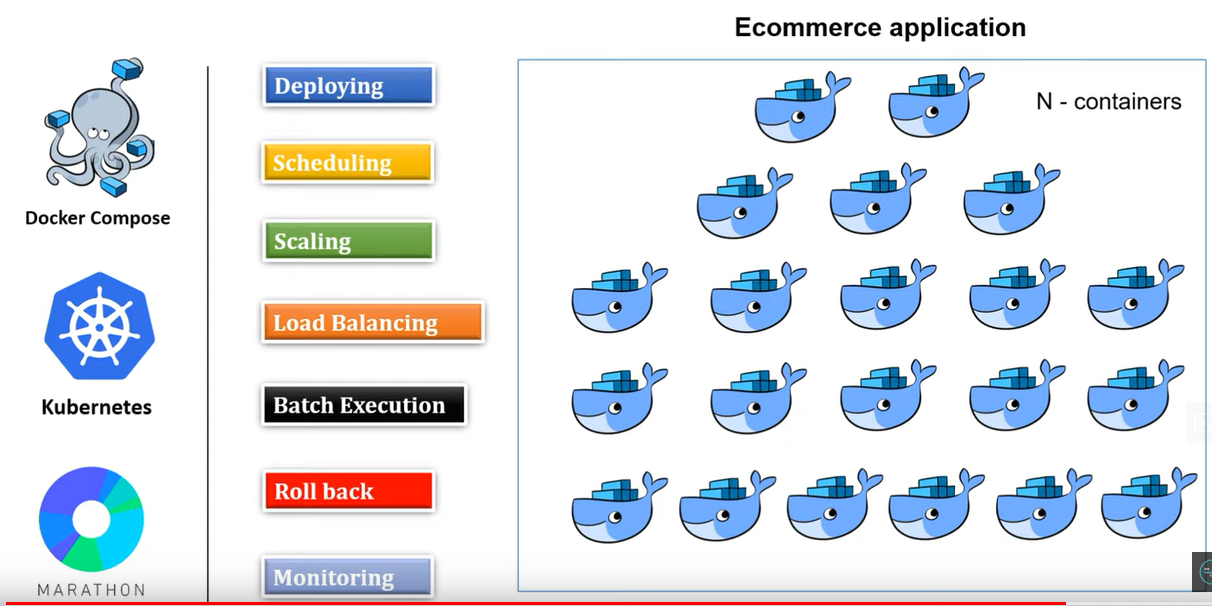 Ecommerce application
N - containers
Docker Compose
Kubernetes
MARATHON
Deploying
Scheduling
Scaling
Load Balancing
Batch Execution
Roll back
Monitoring